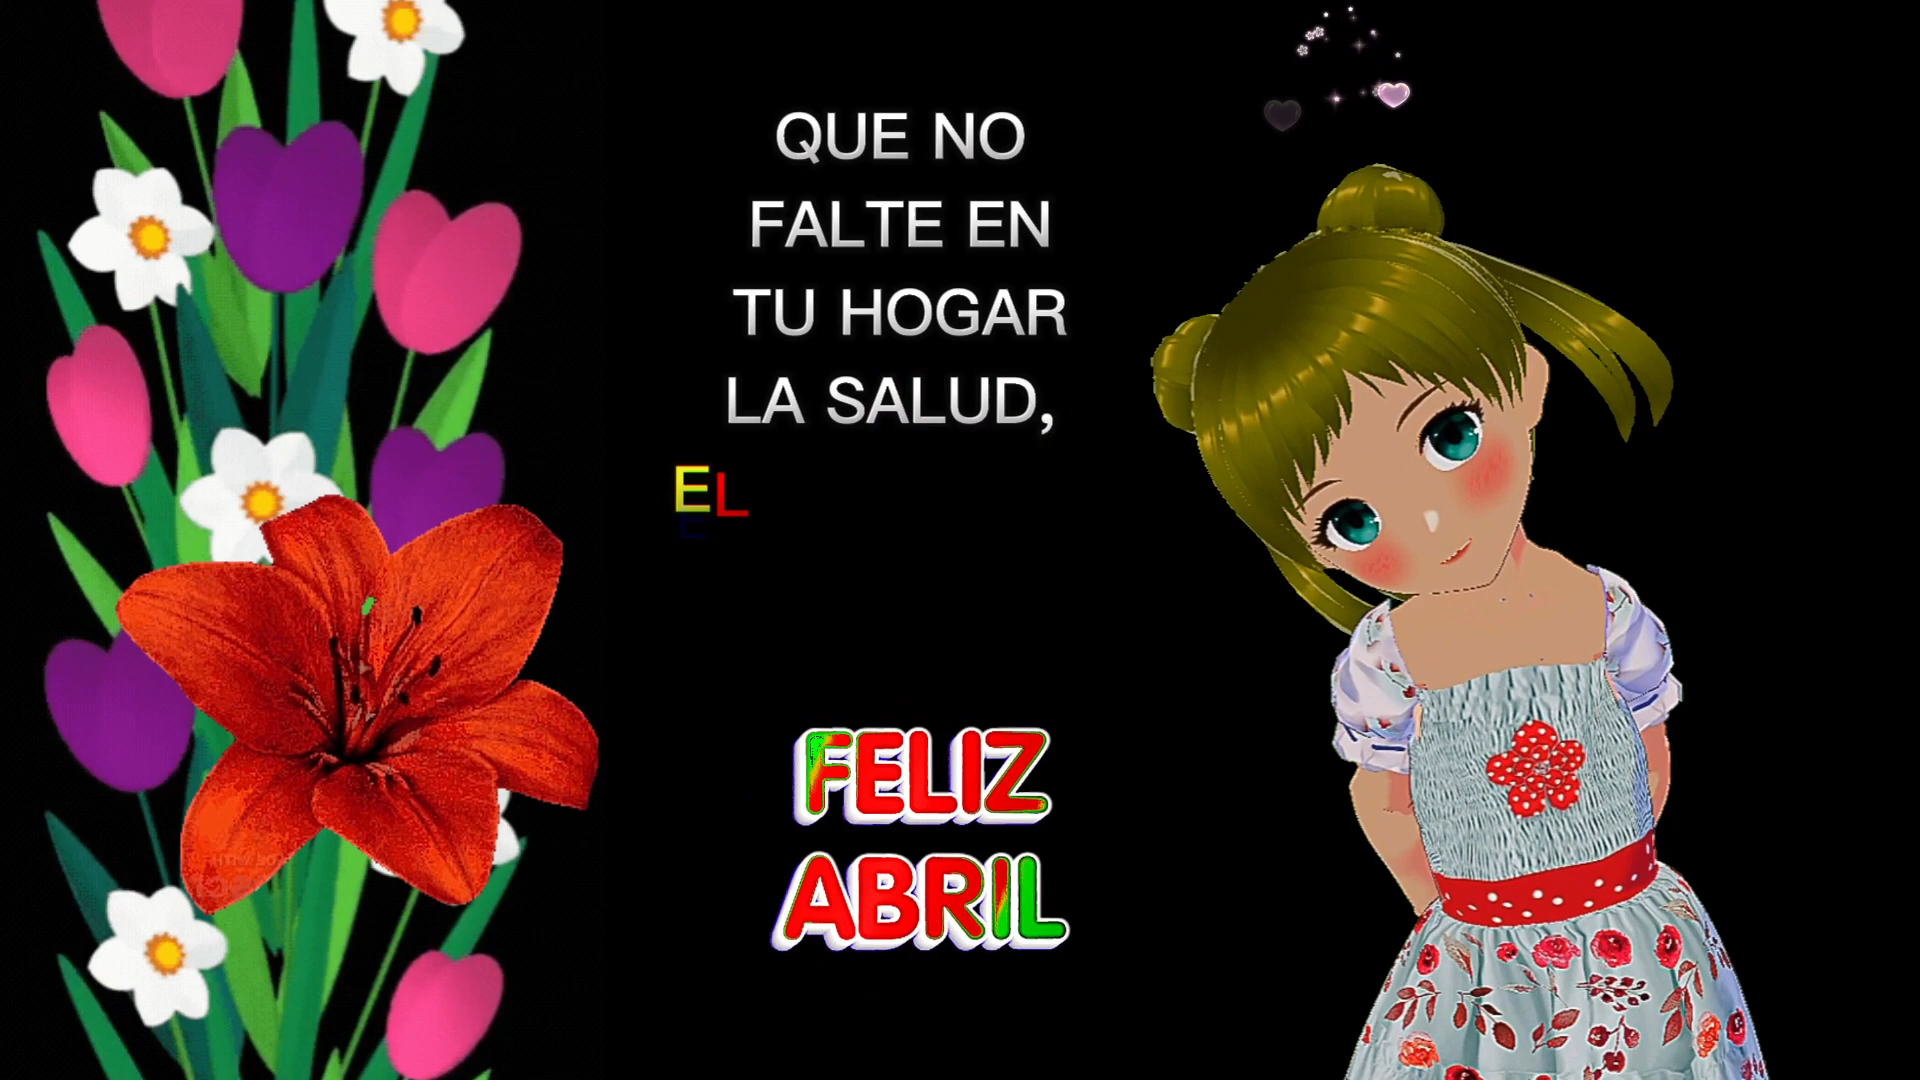 QUE NO
FALTE EN
TU HOGAR
LA SALUD,
EL
FELIZ
ABRIL